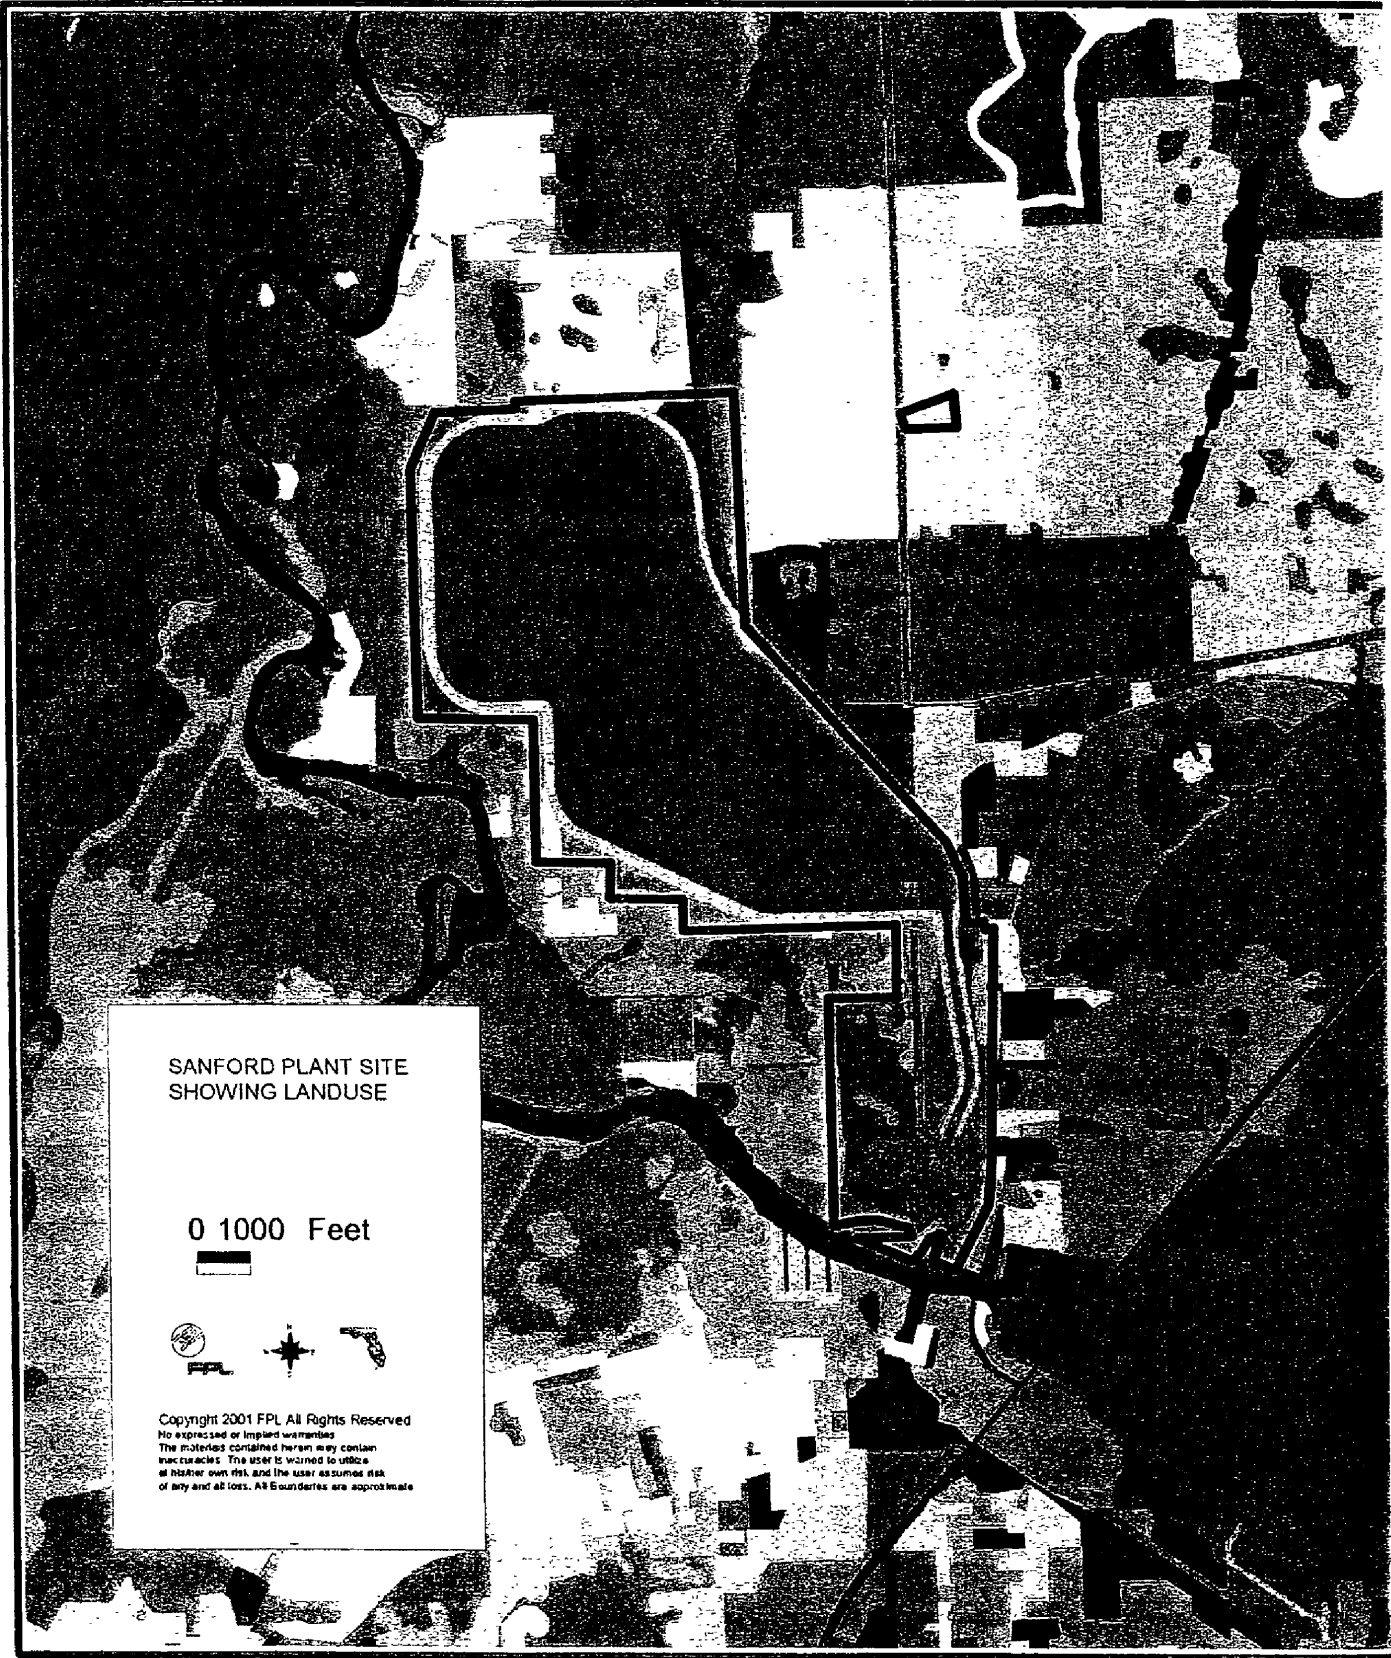 SANFORD PLANT SITE
SHOWING LANDUSE
0 1000 Feet
N
FPL
Copyright 2001 FPL All Rights Reserved
No expressed or implied warranties
The materials contained herein may contain
inaccuracies. The user is warned to utilize
at his/her own risk and the user assumes risk
of any and all loss. All Boundaries are approximate